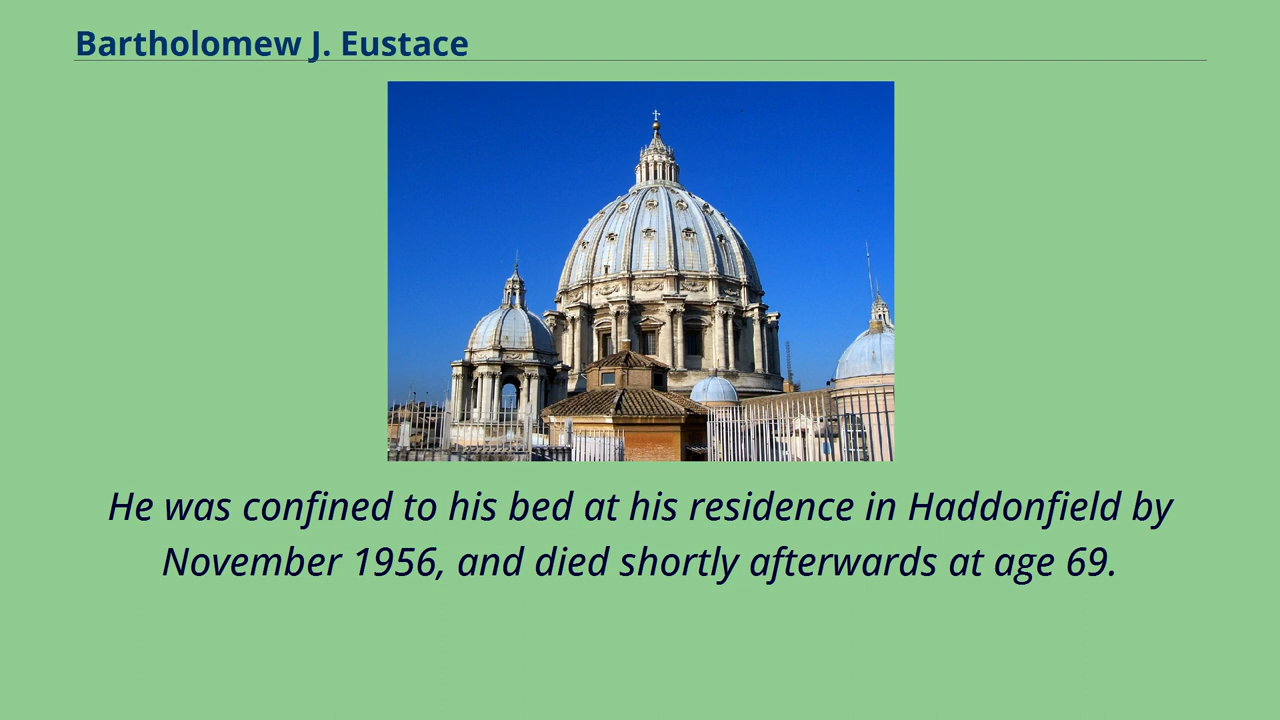 Bartholomew J. Eustace
He was confined to his bed at his residence in Haddonfield by
November 1956, and died shortly afterwards at age 69.